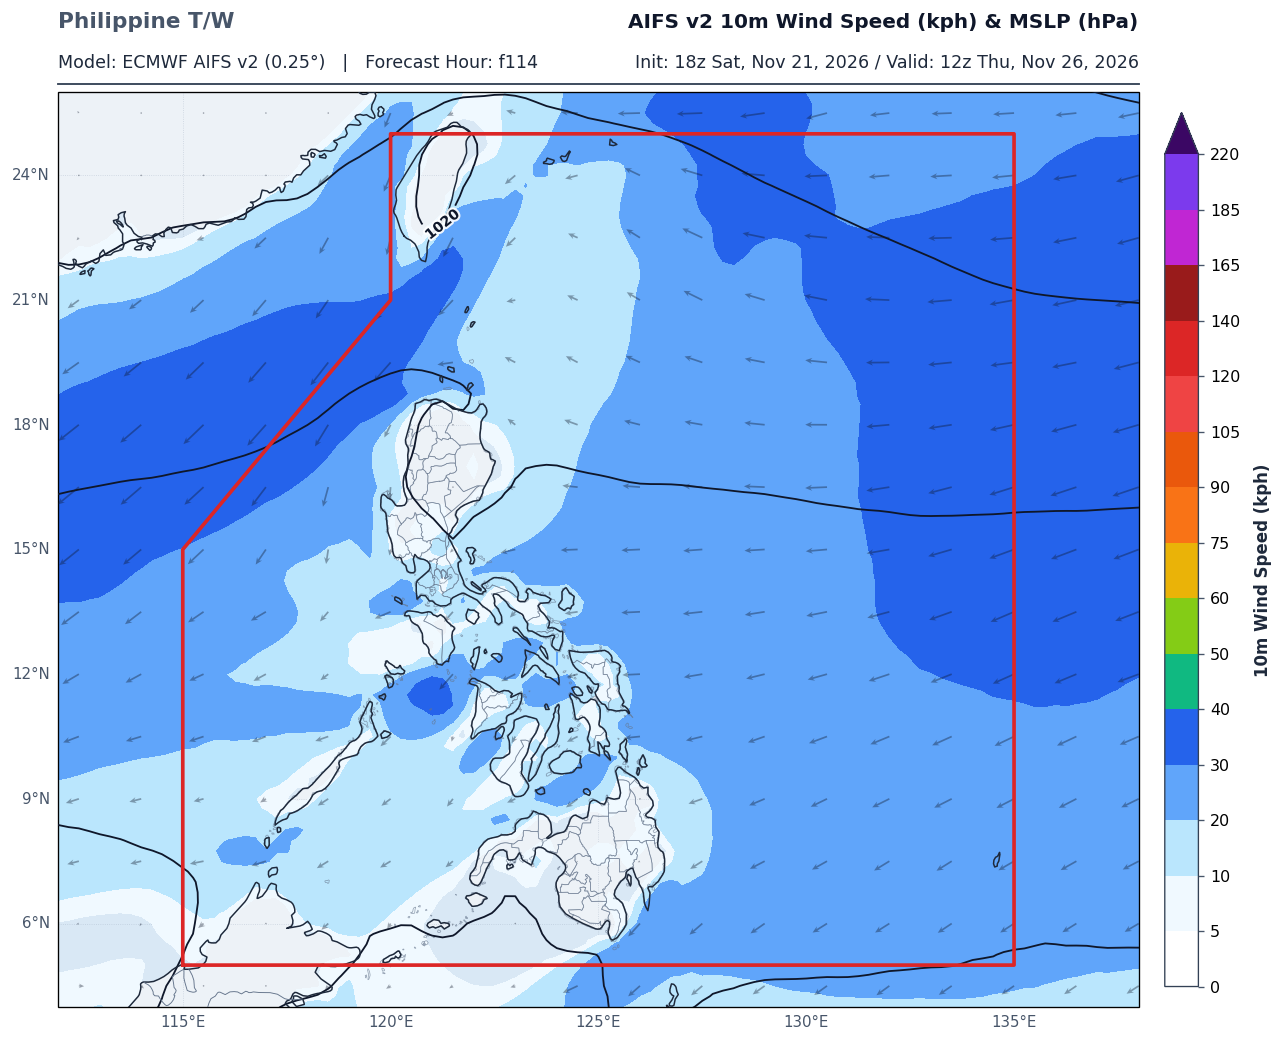 Philippine T/W
AIFS v2 10m Wind Speed (kph) & MSLP (hPa)
Model: ECMWF AIFS v2 (0.25°)   |   Forecast Hour: f114
Init: 18z Sat, Nov 21, 2026 / Valid: 12z Thu, Nov 26, 2026
24°N
21°N
18°N
15°N
12°N
9°N
6°N
115°E
120°E
125°E
130°E
135°E
1020
220
185
165
140
120
105
90
75
60
50
40
30
20
10
5
0
10m Wind Speed (kph)